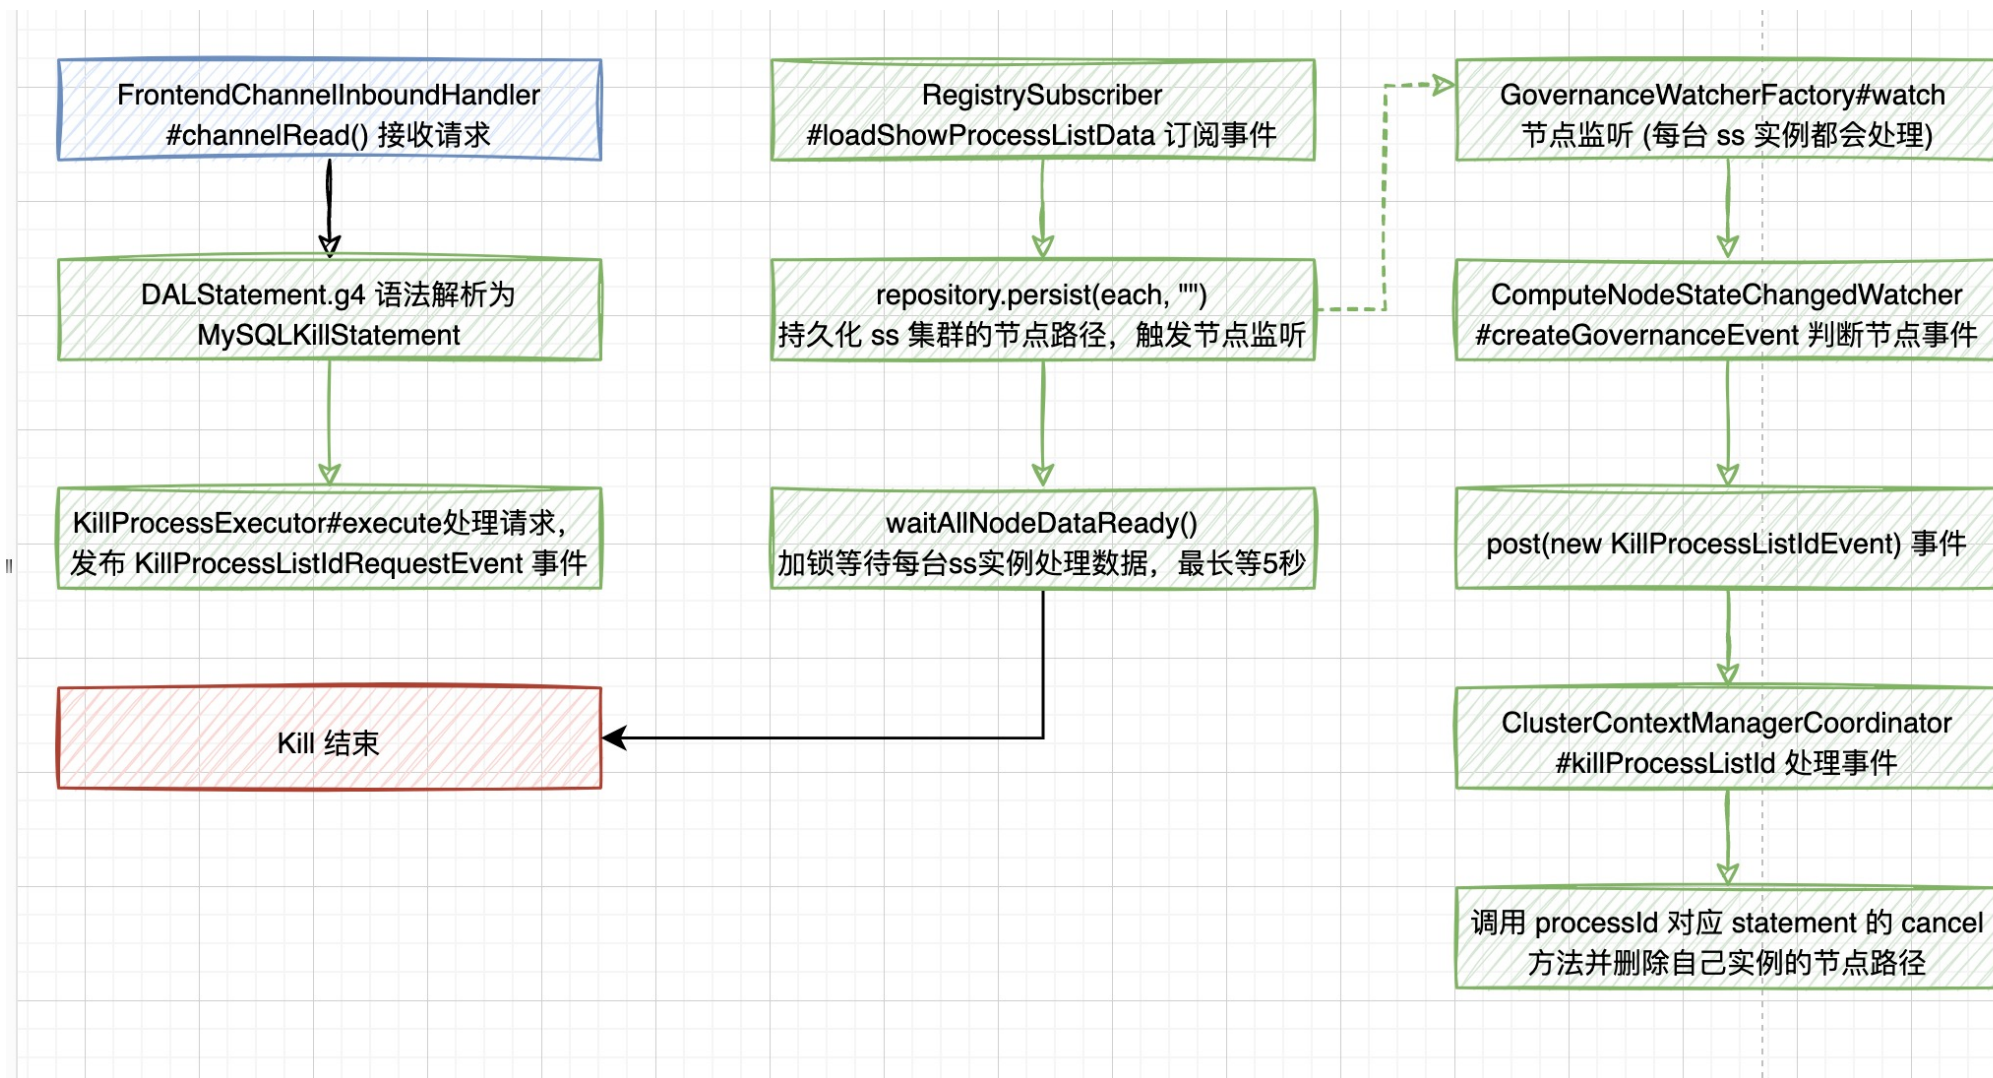 FrontendChannelInboundHandler
#channelRead() 接收请求
DALStatement.g4 语法解析为
MySQLKillStatement
KillProcessExecutor#execute处理请求，
发布 KillProcessListIdRequestEvent 事件
Kill 结束
RegistrySubscriber
#loadShowProcessListData 订阅事件
repository.persist(each, "")
持久化 ss 集群的节点路径，触发节点监听
waitAllNodeDataReady()
加锁等待每台ss实例处理数据，最长等5秒
GovernanceWatcherFactory#watch
节点监听 (每台 ss 实例都会处理)
ComputeNodeStateChangedWatcher
#createGovernanceEvent 判断节点事件
post(new KillProcessListIdEvent) 事件
ClusterContextManagerCoordinator
#killProcessListId 处理事件
调用 processId 对应 statement 的 cancel
方法并删除自己实例的节点路径